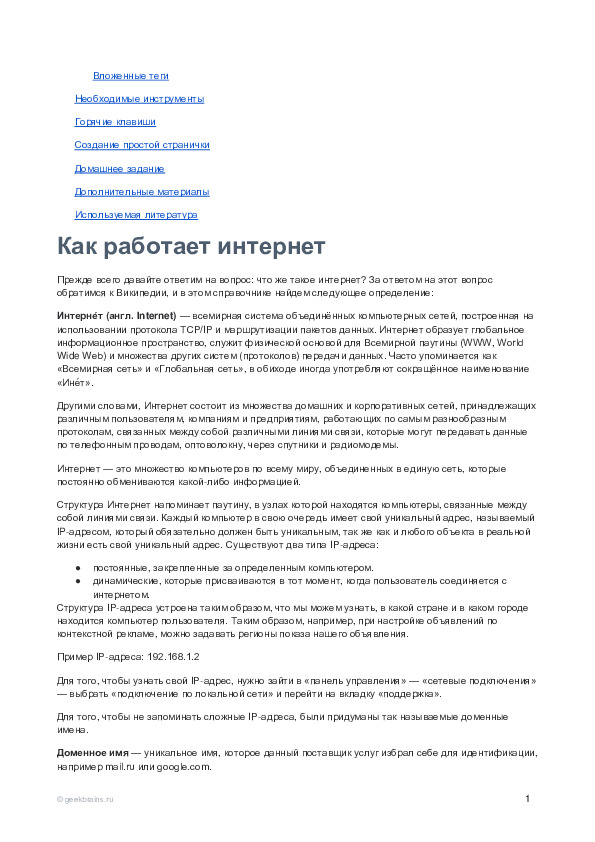 Вложенные теги
Необходимые инструменты
Горячие клавиши
Создание простой странички
Домашнее задание
Дополнительные материалы
Используемая литература
Как работает интернет
Прежде всего давайте ответим на вопрос: что же такое интернет? За ответом на этот вопрос
обратимся к Википедии, и в этом справочнике найдем следующее определение:
Интерне́т (англ. Internet) — всемирная система объединённых компьютерных сетей, построенная на
использовании протокола TCP/IP и маршрутизации пакетов данных. Интернет образует глобальное
информационное пространство, служит физической основой для Всемирной паутины (WWW, World
Wide Web) и множества других систем (протоколов) передачи данных. Часто упоминается как
«Всемирная сеть» и «Глобальная сеть», в обиходе иногда употребляют сокращённое наименование
«Ине́т».
Другими словами, Интернет состоит из множества домашних и корпоративных сетей, принадлежащих
различным пользователям, компаниям и предприятиям, работающих по самым разнообразным
протоколам, связанных между собой различными линиями связи, которые могут передавать данные
по телефонным проводам, оптоволокну, через спутники и радиомодемы.
Интернет — это множество компьютеров по всему миру, объединенных в единую сеть, которые
постоянно обмениваются какой-либо информацией.
Структура Интернет напоминает паутину, в узлах которой находятся компьютеры, связанные между
собой линиями связи. Каждый компьютер в свою очередь имеет свой уникальный адрес, называемый
IP-адресом, который обязательно должен быть уникальным, так же как и любого объекта в реальной
жизни есть свой уникальный адрес. Существуют два типа IP-адреса:
● постоянные, закрепленные за определенным компьютером.
● динамические, которые присваиваются в тот момент, когда пользователь соединяется с
интернетом.
Структура IP-адреса устроена таким образом, что мы можем узнать, в какой стране и в каком городе
находится компьютер пользователя. Таким образом, например, при настройке объявлений по
контекстной рекламе, можно задавать регионы показа нашего объявления.
Пример IP-адреса: 192.168.1.2
Для того, чтобы узнать свой IP-адрес, нужно зайти в «панель управления» — «сетевые подключения»
— выбрать «подключение по локальной сети» и перейти на вкладку «поддержка».
Для того, чтобы не запоминать сложные IP-адреса, были придуманы так называемые доменные
имена.
Доменное имя — уникальное имя, которое данный поставщик услуг избрал себе для идентификации,
например mail.ru или google.com.
© geekbrains.ru 1